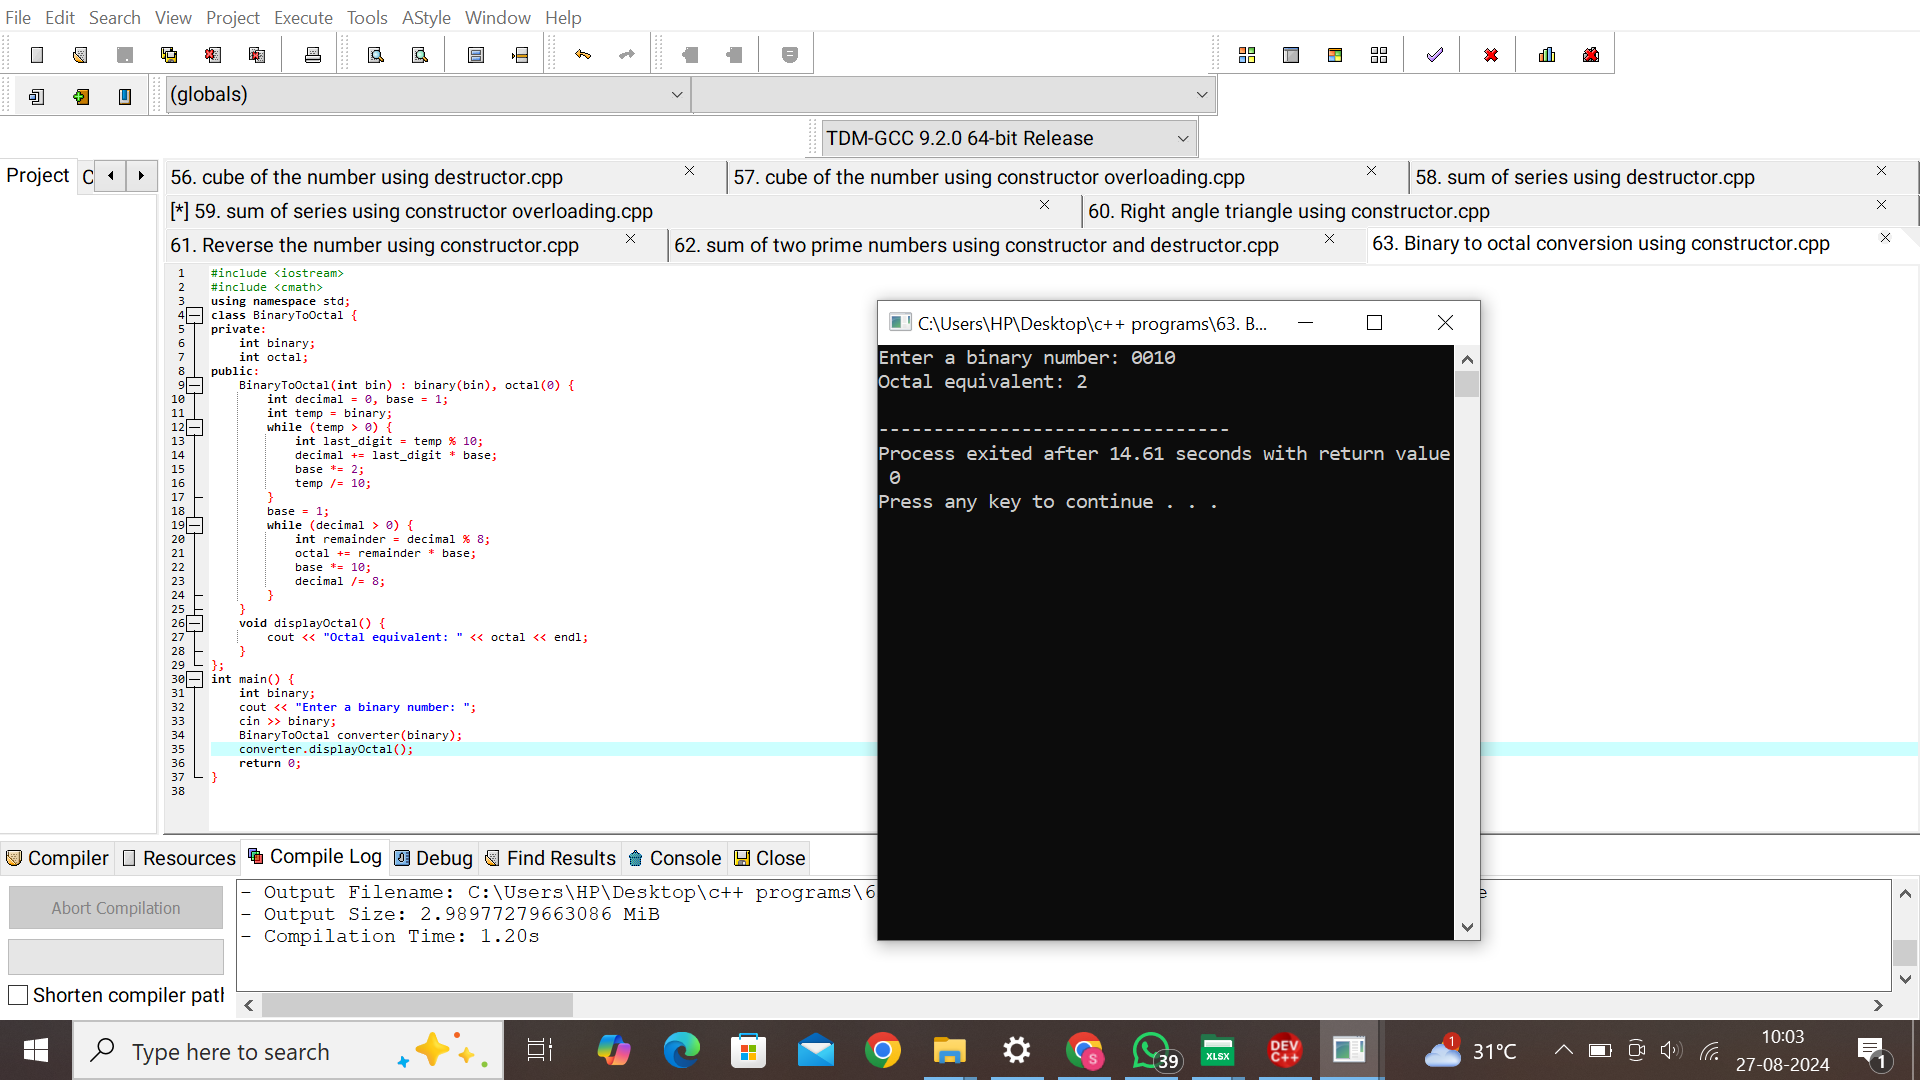 File Edit Search View Project Execute Tools AStyle Window Help
(globals)
TDM-GCC 9.2.0 64-bit Release
Project C
56. cube of the number using destructor.cpp 57. cube of the number using constructor overloading.cpp 58. sum of series using destructor.cpp
[*] 59. sum of series using constructor overloading.cpp 60. Right angle triangle using constructor.cpp
61. Reverse the number using constructor.cpp 62. sum of two prime numbers using constructor and destructor.cpp 63. Binary to octal conversion using constructor.cpp
1 #include <iostream>
2 #include <cmath>
3 using namespace std;
4 class BinaryToOctal {
5 private:
6 int binary;
7 int octal;
8 public:
9 BinaryToOctal(int bin) : binary(bin), octal(0) {
10 int decimal = 0, base = 1;
11 int temp = binary;
12 while (temp > 0) {
13 int last_digit = temp % 10;
14 decimal += last_digit * base;
15 base *= 2;
16 temp /= 10;
17 }
18 base = 1;
19 while (decimal > 0) {
20 int remainder = decimal % 8;
21 octal += remainder * base;
22 base *= 10;
23 decimal /= 8;
24 }
25 }
26 void displayOctal() {
27 cout << "Octal equivalent: " << octal << endl;
28 }
29 };
30 int main() {
31 int binary;
32 cout << "Enter a binary number: ";
33 cin >> binary;
34 BinaryToOctal converter(binary);
35 converter.displayOctal();
36 return 0;
37 }
38
C:\Users\HP\Desktop\c++ programs\63. B...
Enter a binary number: 0010
Octal equivalent: 2
--------------------------------
Process exited after 14.61 seconds with return value
0
Press any key to continue . . .
Compiler Resources Compile Log Debug Find Results Console Close
Abort Compilation
Shorten compiler path
- Output Filename: C:\Users\HP\Desktop\c++ programs\6 e
- Output Size: 2.98977279663086 MiB
- Compilation Time: 1.20s
Type here to search
S
39
XLSX
DEV C++
1
31°C
10:03
27-08-2024
1